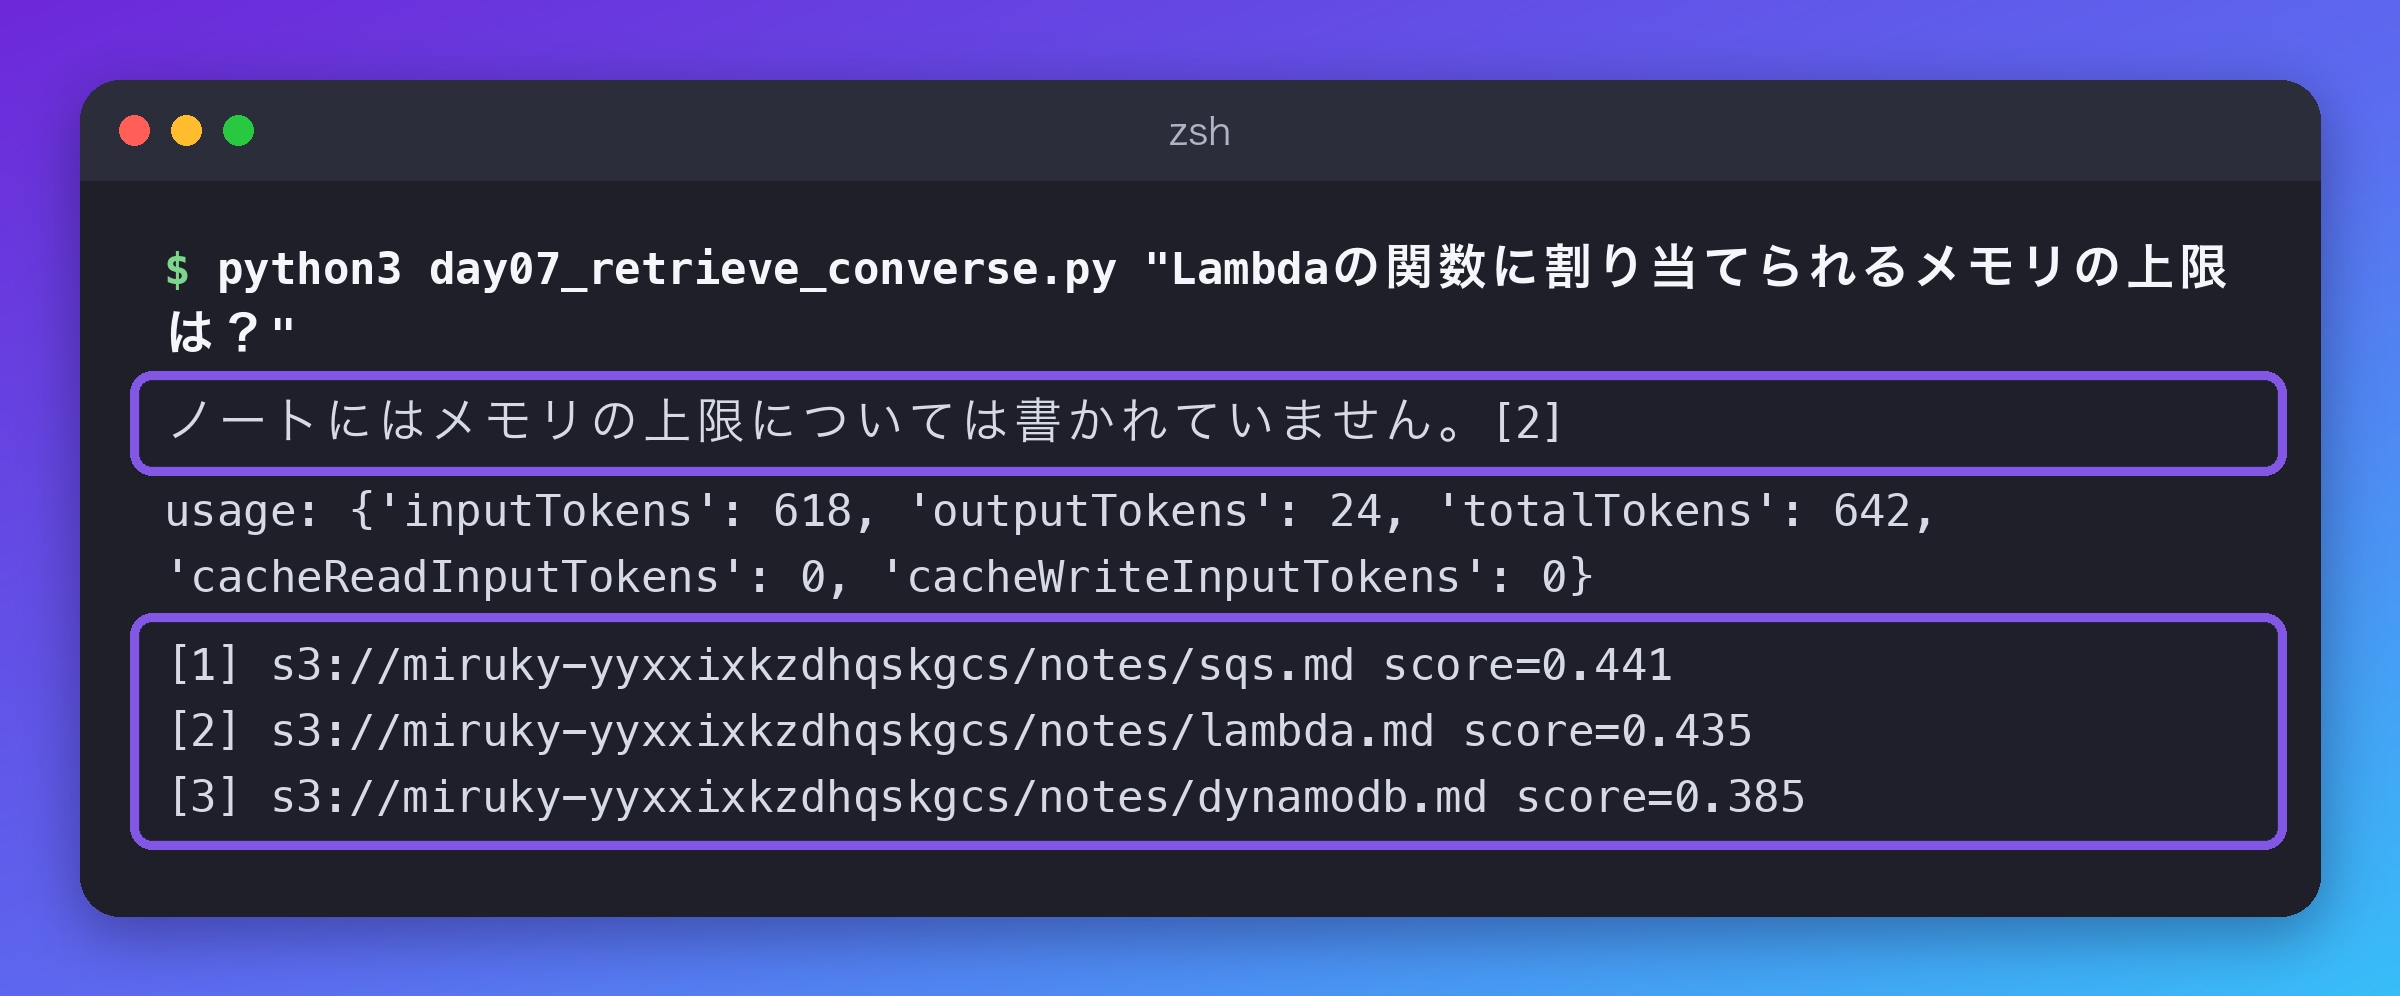 zsh
$ python3 day07_retrieve_converse.py "Lambdaの関数に割り当てられるメモリの上限
は？"
ノートにはメモリの上限については書かれていません。[2]
usage: {'inputTokens': 618, 'outputTokens': 24, 'totalTokens': 642,
'cacheReadInputTokens': 0, 'cacheWriteInputTokens': 0}
[1] s3://miruky-yyxxixkzdhqskgcs/notes/sqs.md score=0.441
[2] s3://miruky-yyxxixkzdhqskgcs/notes/lambda.md score=0.435
[3] s3://miruky-yyxxixkzdhqskgcs/notes/dynamodb.md score=0.385